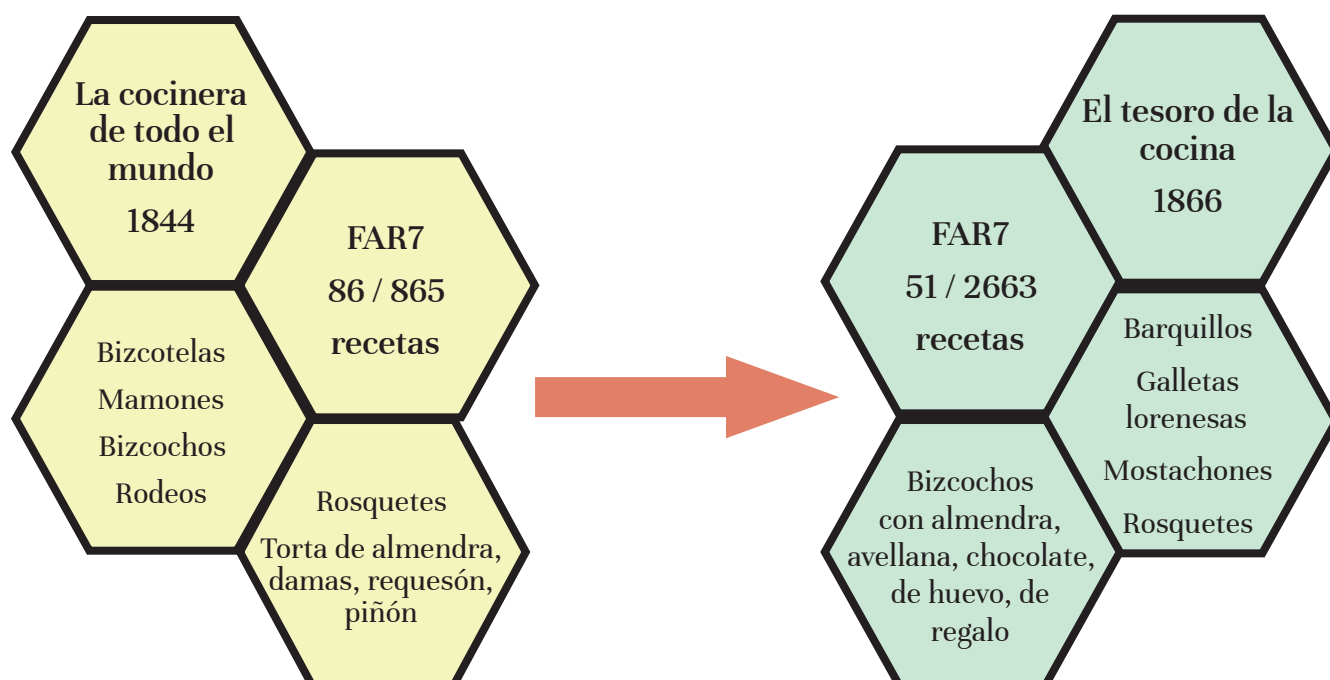 La cocinera
de todo el
mundo
1844
FAR7
86 / 865
recetas
Bizcotelas
Mamones
Bizcochos
Rodeos
Rosquetes
Torta de almendra,
damas, requesón,
piñón
El tesoro de la
cocina
1866
FAR7
51 / 2663
recetas
Barquillos
Galletas
lorenesas
Mostachones
Rosquetes
Bizcochos
con almendra,
avellana, chocolate,
de huevo, de
regalo